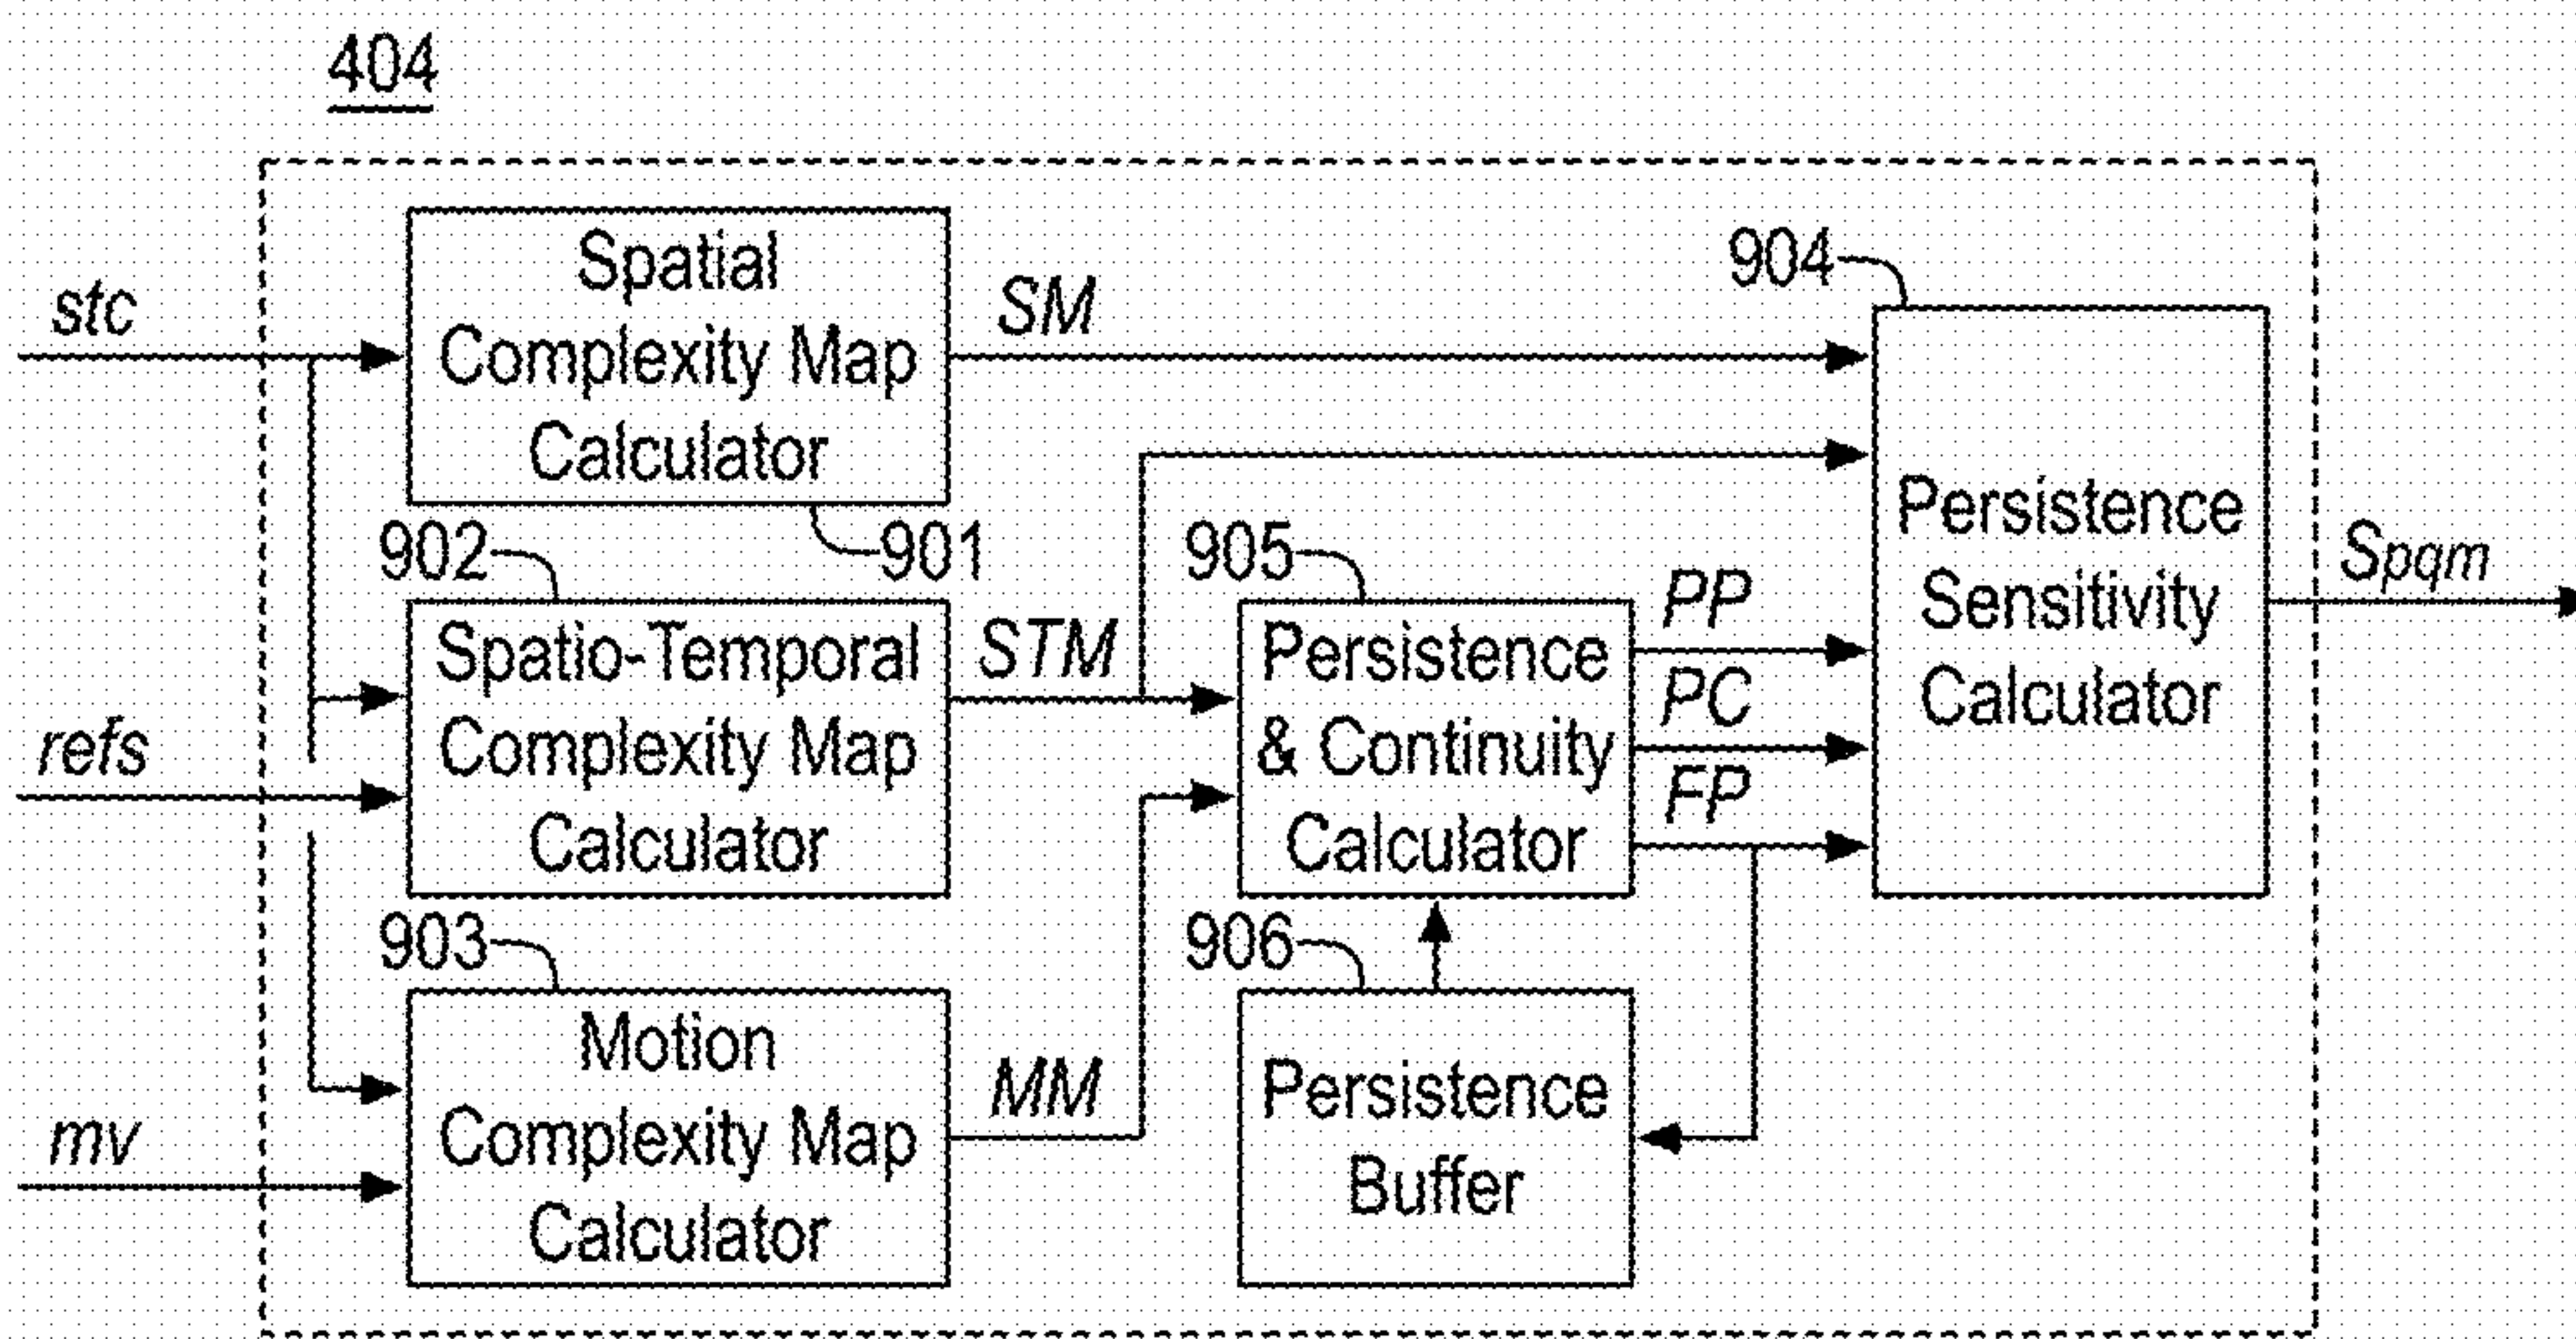 404
stc
Spatial
Complexity Map
Calculator
SM
904
901
902
905
refs
Spatio-Temporal
Complexity Map
Calculator
STM
Persistence
& Continuity
Calculator
PP
PC
FP
Persistence
Sensitivity
Calculator
Spqm
903
906
mv
Motion
Complexity Map
Calculator
MM
Persistence
Buffer